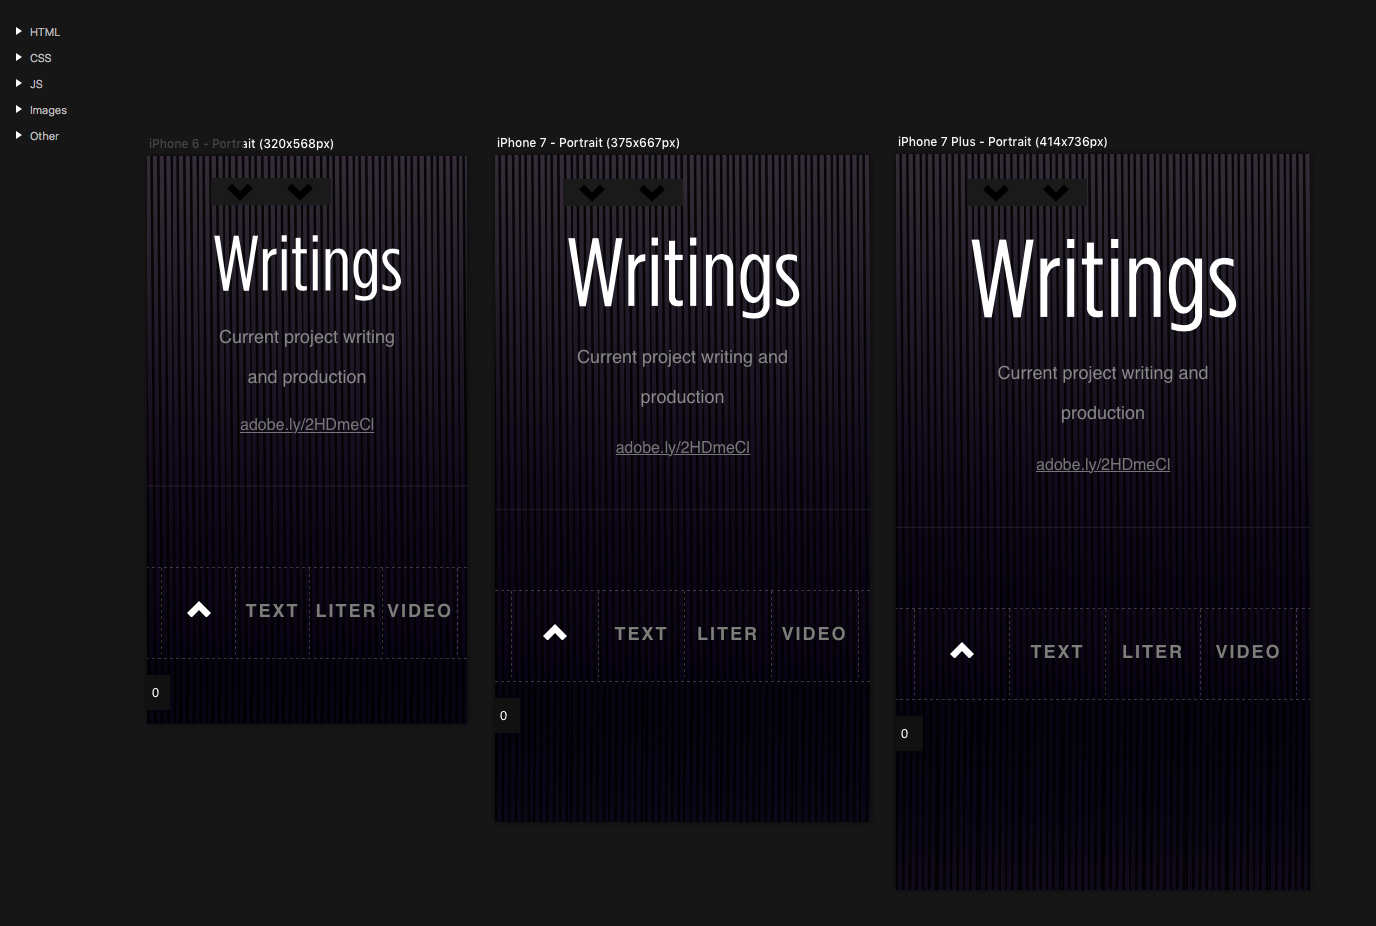 HTML
CSS
JS
Images
Other
iPhone 6 - Portrait (320x568px)
Writings
Current project writing
and production
adobe.ly/2HDmeCl
TEXT LITER VIDEO
0
iPhone 7 - Portrait (375x667px)
Writings
Current project writing and
production
adobe.ly/2HDmeCl
TEXT LITER VIDEO
0
iPhone 7 Plus - Portrait (414x736px)
Writings
Current project writing and
production
adobe.ly/2HDmeCl
TEXT LITER VIDEO
0